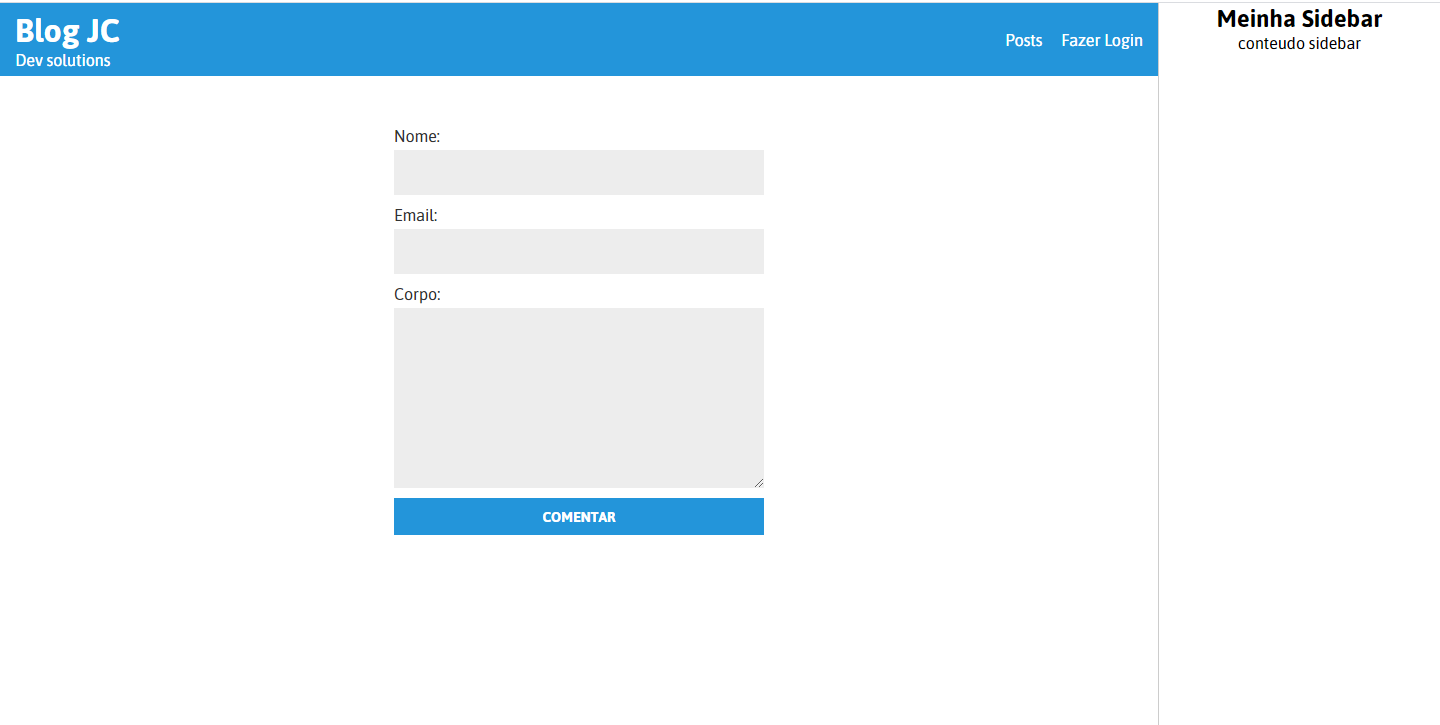 Blog JC
Dev solutions
Posts Fazer Login
Meinha Sidebar
conteudo sidebar
Nome:
Email:
Corpo:
COMENTAR